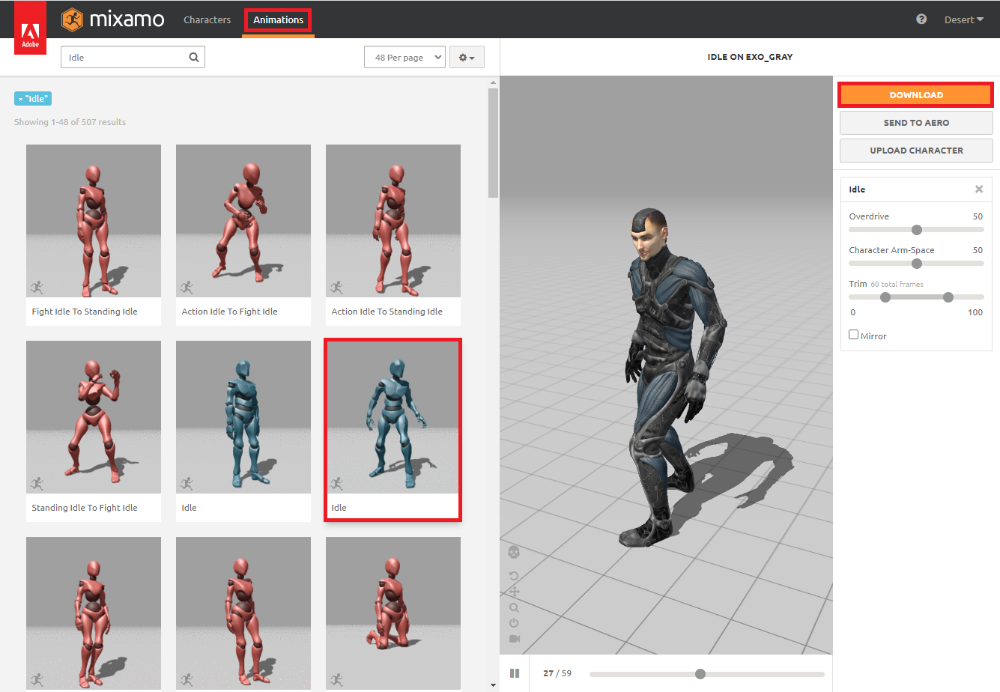 Adobe
mixamo
Characters
Animations
Desert
Idle
48 Per page
IDLE ON EXO_GRAY
× "Idle"
Showing 1-48 of 507 results
Fight Idle To Standing Idle
Action Idle To Fight Idle
Action Idle To Standing Idle
Standing Idle To Fight Idle
Idle
Idle
DOWNLOAD
SEND TO AERO
UPLOAD CHARACTER
Idle
Overdrive 50
Character Arm-Space 50
Trim 60 total frames
0 100
Mirror
27 / 59